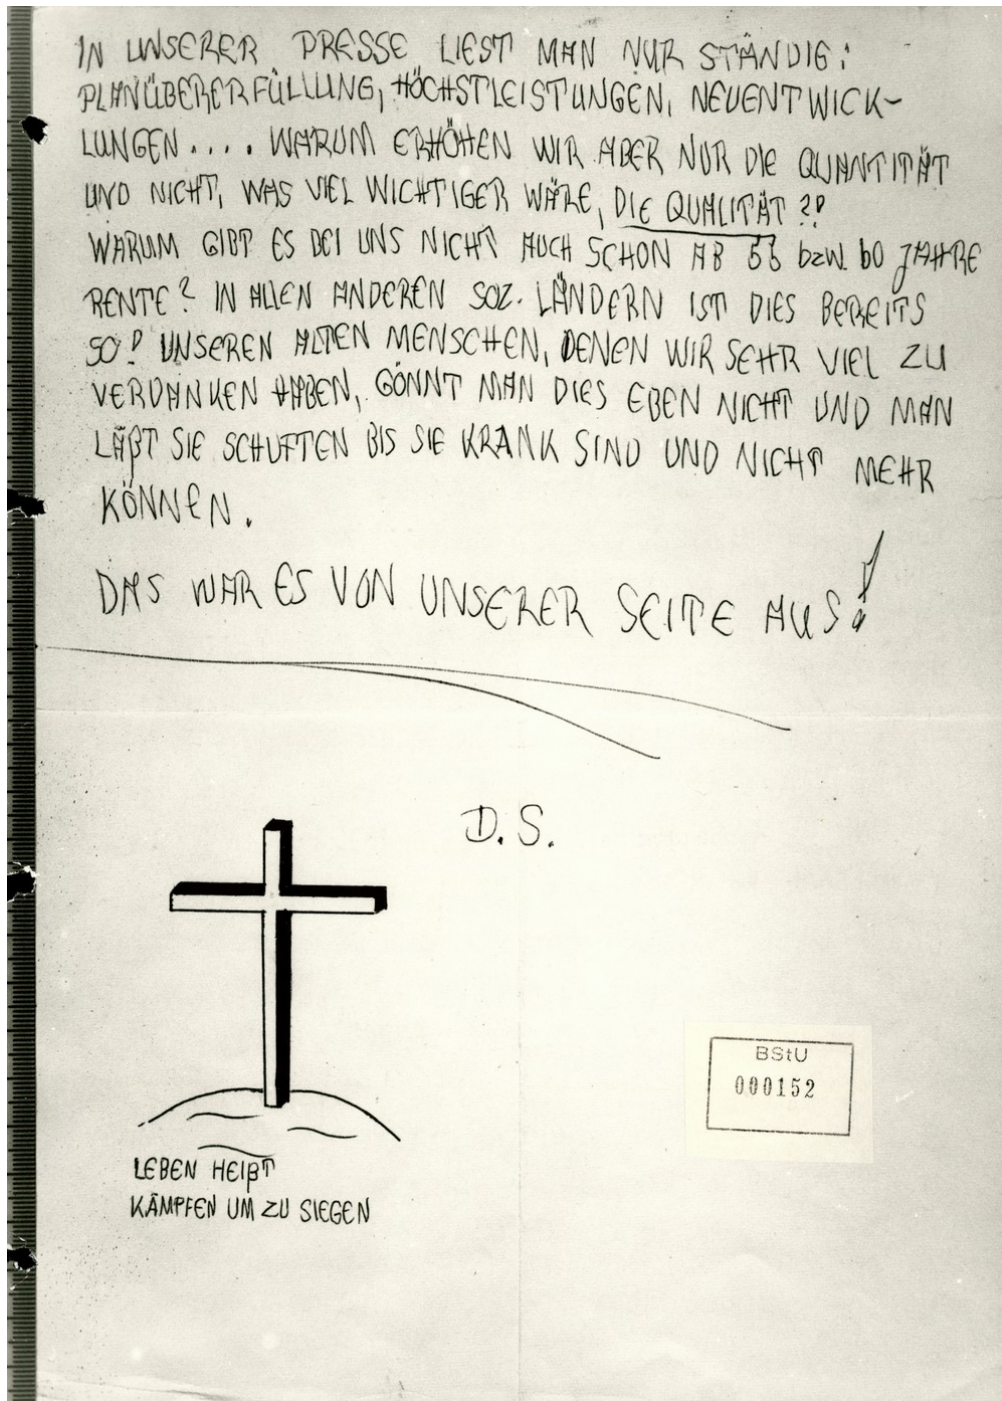 IN UNSERER PRESSE LIEST MAN NUR STÄNDIG:
PLANÜBERERFÜLLUNG, HÖCHSTLEISTUNGEN, NEUENTWICK-
LUNGEN.... WARUM ERHÖHEN WIR ABER NUR DIE QUANTITÄT
UND NICHT, WAS VIEL WICHTIGER WÄRE, DIE QUALITÄT?!
WARUM GIBT ES BEI UNS NICHT AUCH SCHON AB 55 bzw. 60 JAHRE
RENTE? IN ALLEN ANDEREN SOZ. LÄNDERN IST DIES BEREITS
SO! UNSEREN ALTEN MENSCHEN, DENEN WIR SEHR VIEL ZU
VERDANKEN HABEN, GÖNNT MAN DIES EBEN NICHT UND MAN
LÄßT SIE SCHUFTEN BIS SIE KRANK SIND UND NICHT MEHR
KÖNNEN.
DAS WAR ES VON UNSERER SEITE AUS!
D. S.
BStU
000152
LEBEN HEIßT
KÄMPFEN UM ZU SIEGEN